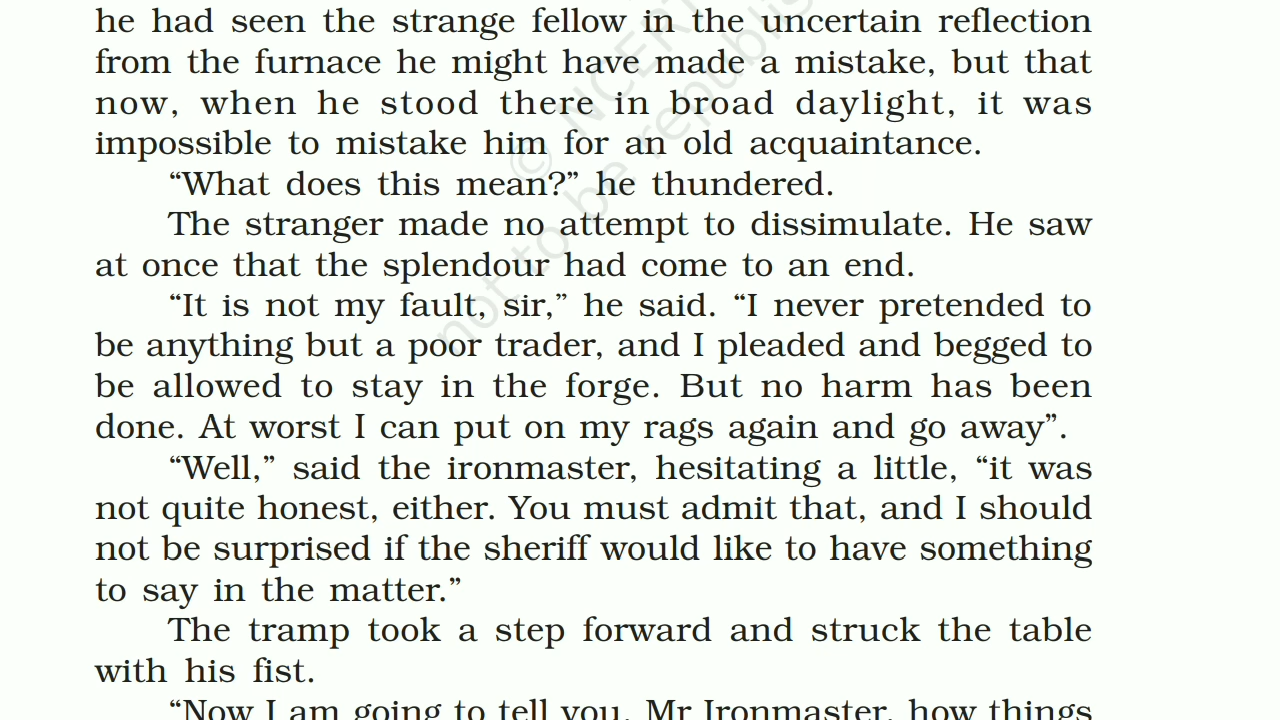 he had seen the strange fellow in the uncertain reflection
from the furnace he might have made a mistake, but that
now, when he stood there in broad daylight, it was
impossible to mistake him for an old acquaintance.
“What does this mean?” he thundered.
The stranger made no attempt to dissimulate. He saw
at once that the splendour had come to an end.
“It is not my fault, sir,” he said. “I never pretended to
be anything but a poor trader, and I pleaded and begged to
be allowed to stay in the forge. But no harm has been
done. At worst I can put on my rags again and go away”.
“Well,” said the ironmaster, hesitating a little, “it was
not quite honest, either. You must admit that, and I should
not be surprised if the sheriff would like to have something
to say in the matter.”
The tramp took a step forward and struck the table
with his fist.
“Now I am going to tell you, Mr Ironmaster, how things
© NCERT
not to be republis